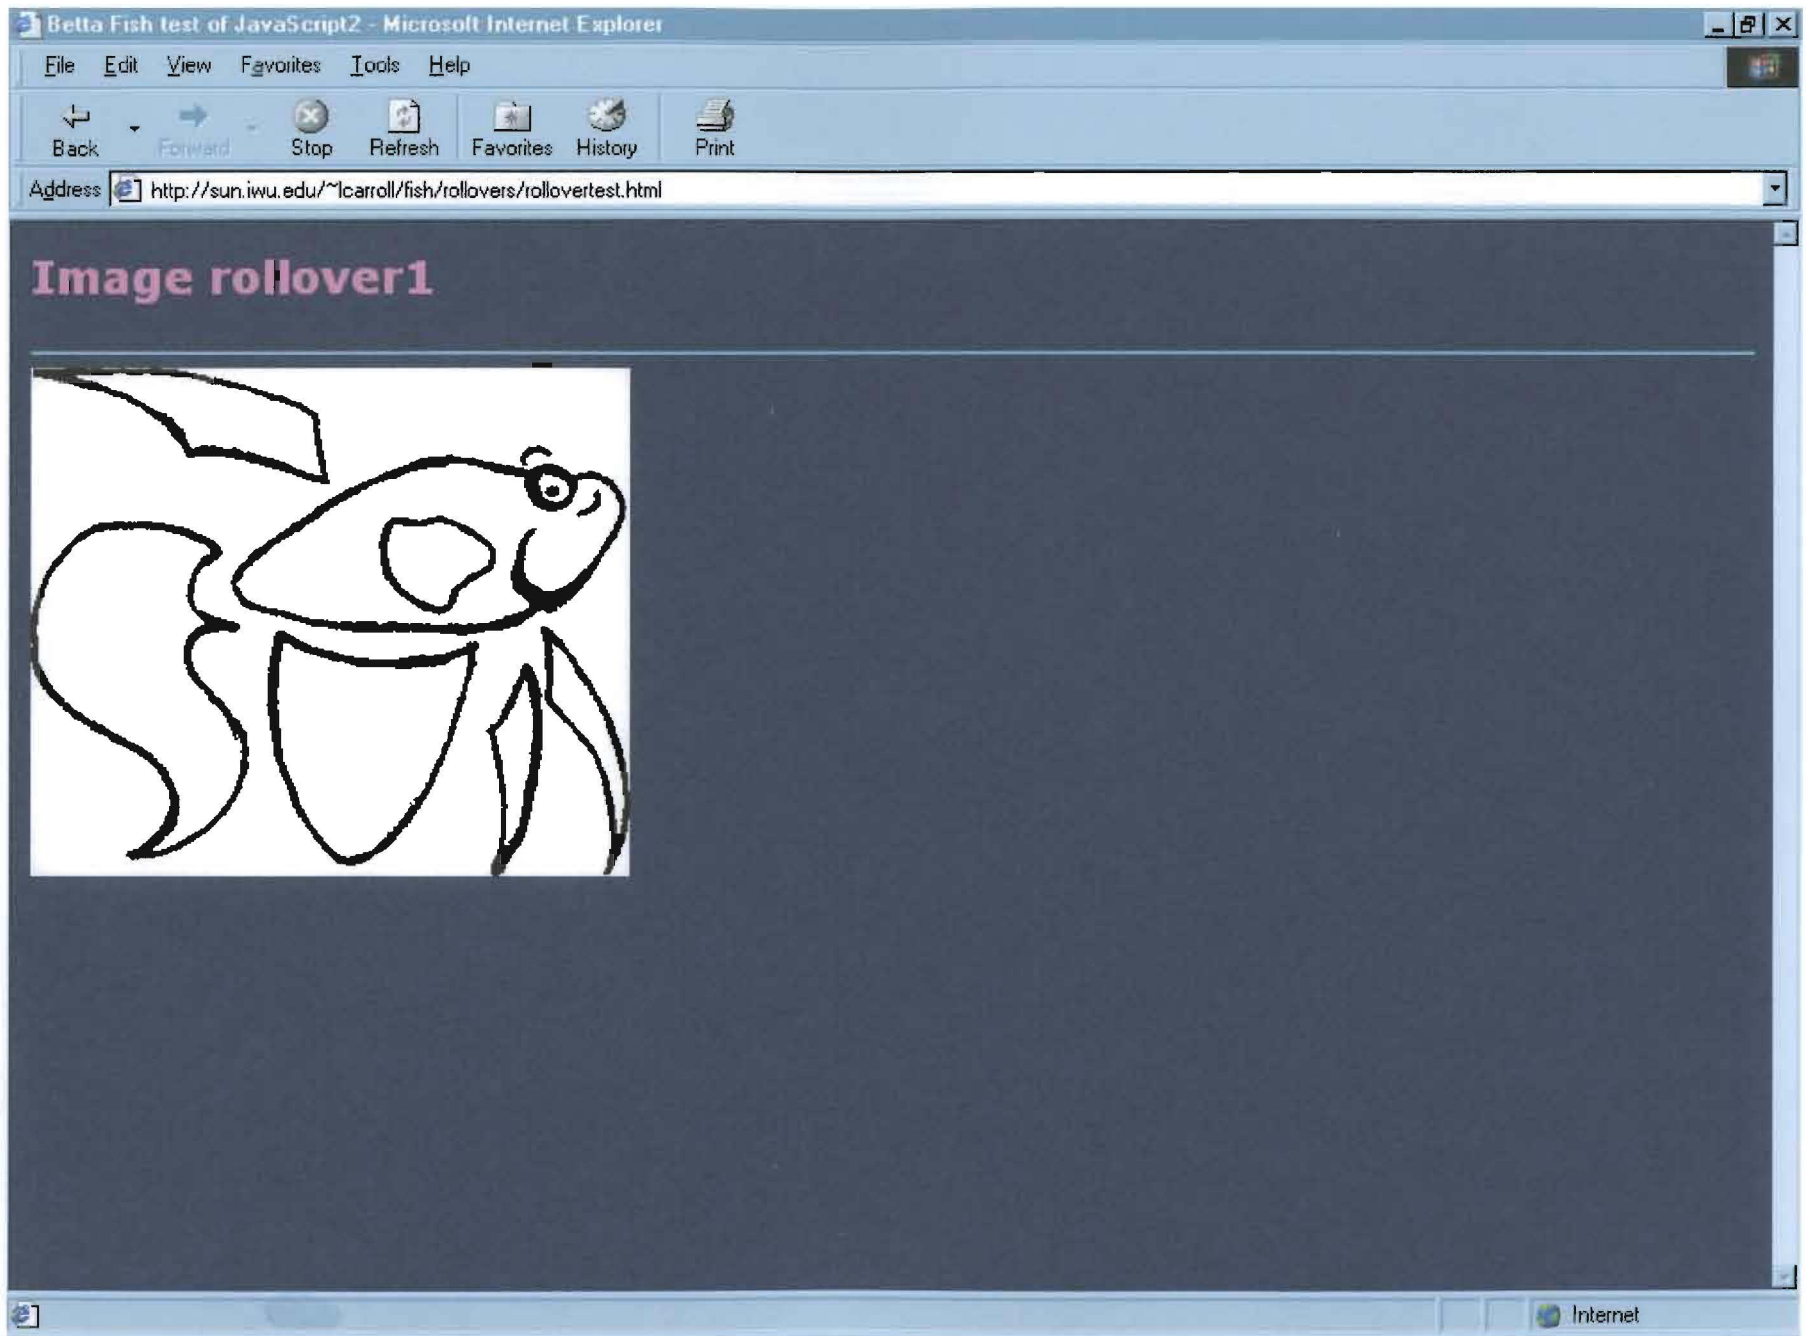 Betta Fish test of JavaScript2 - Microsoft Internet Explorer
File Edit View Favorites Tools Help
Back Forward Stop Refresh Favorites History Print
Address http://sun.iwu.edu/~lcarroll/fish/rollovers/rollovertest.html
Image rollover1
Internet